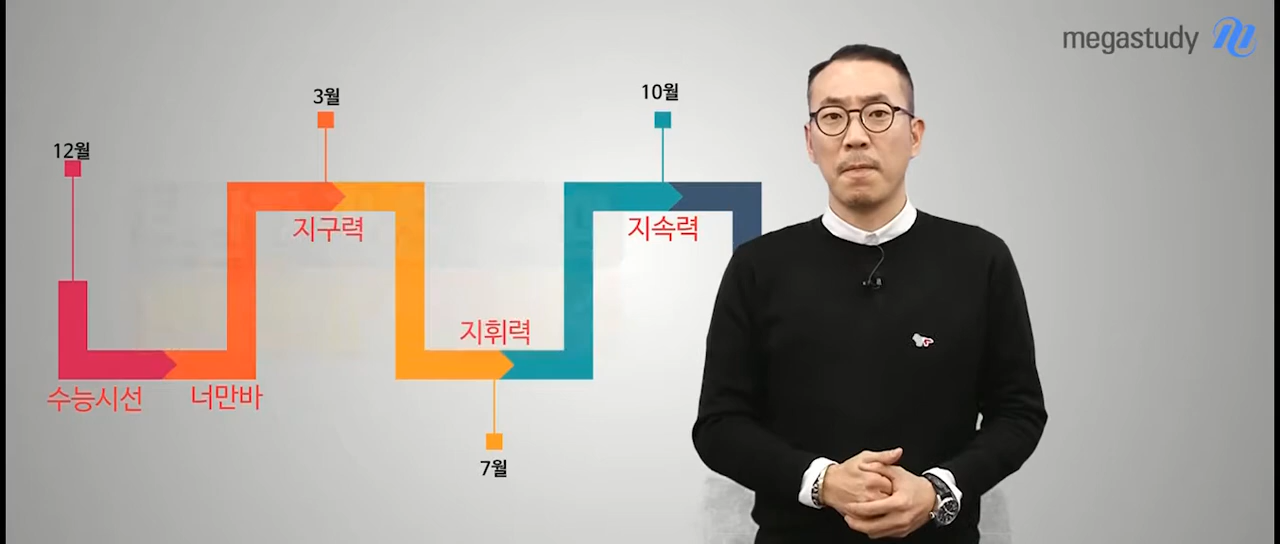 megastudy
3월
10월
12월
지구력
지속력
지휘력
수능시선
너만바
7월